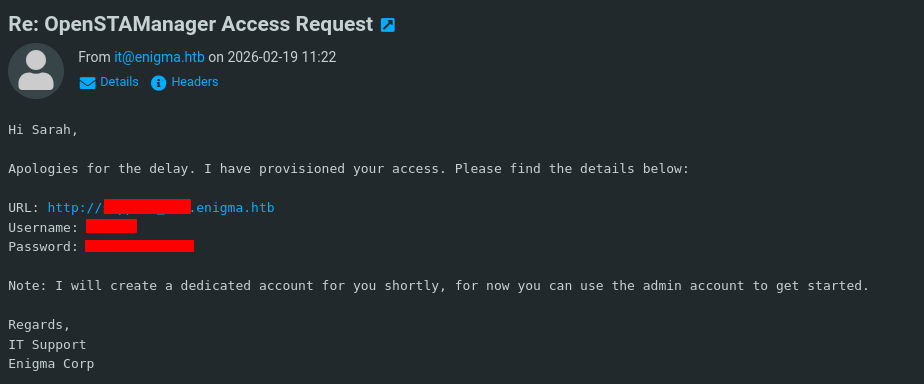 Re: OpenSTAManager Access Request
From it@enigma.htb on 2026-02-19 11:22
Details Headers
Hi Sarah,
Apologies for the delay. I have provisioned your access. Please find the details below:
URL: http:// .enigma.htb
Username:
Password:
Note: I will create a dedicated account for you shortly, for now you can use the admin account to get started.
Regards,
IT Support
Enigma Corp